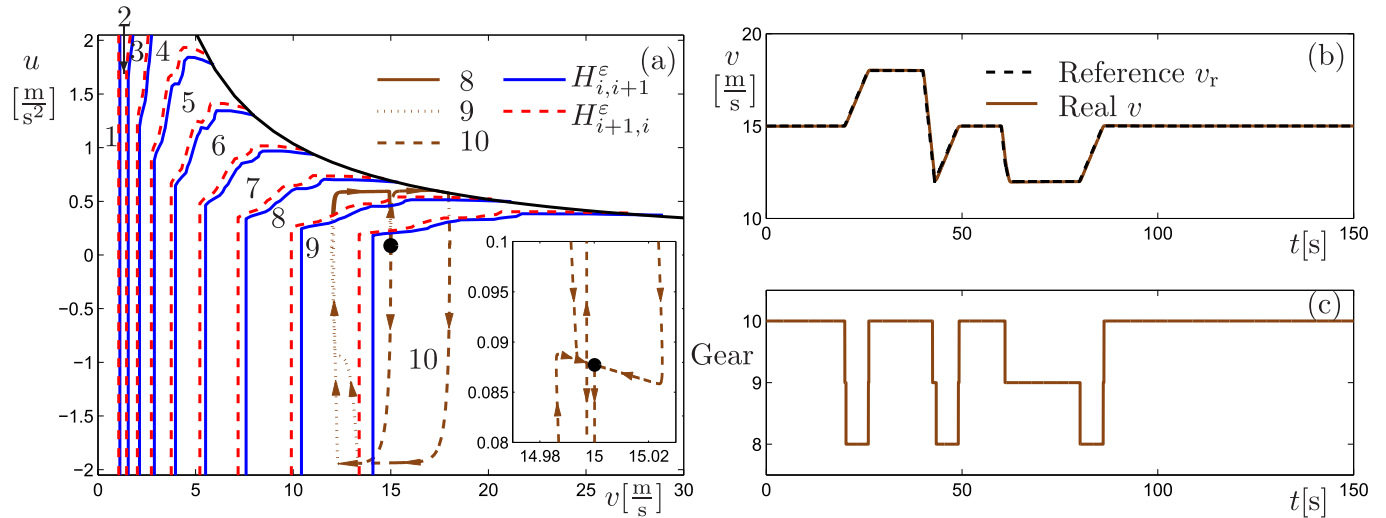 2
2
1.5
1
0.5
0
−0.5
−1
−1.5
−2
u
[m/s²]
1
3 4
5
6
7
8
9
10
(a)
8
9
10
H^ε_{i,i+1}
H^ε_{i+1,i}
0.1
0.095
0.09
0.085
0.08
14.98 15 15.02
0 5 10 15 20 25 30
v[m/s]
20
15
10
v
[m/s]
(b)
Reference v_r
Real v
t[s]
0 50 100 150
10
9
8
Gear
(c)
t[s]
0 50 100 150